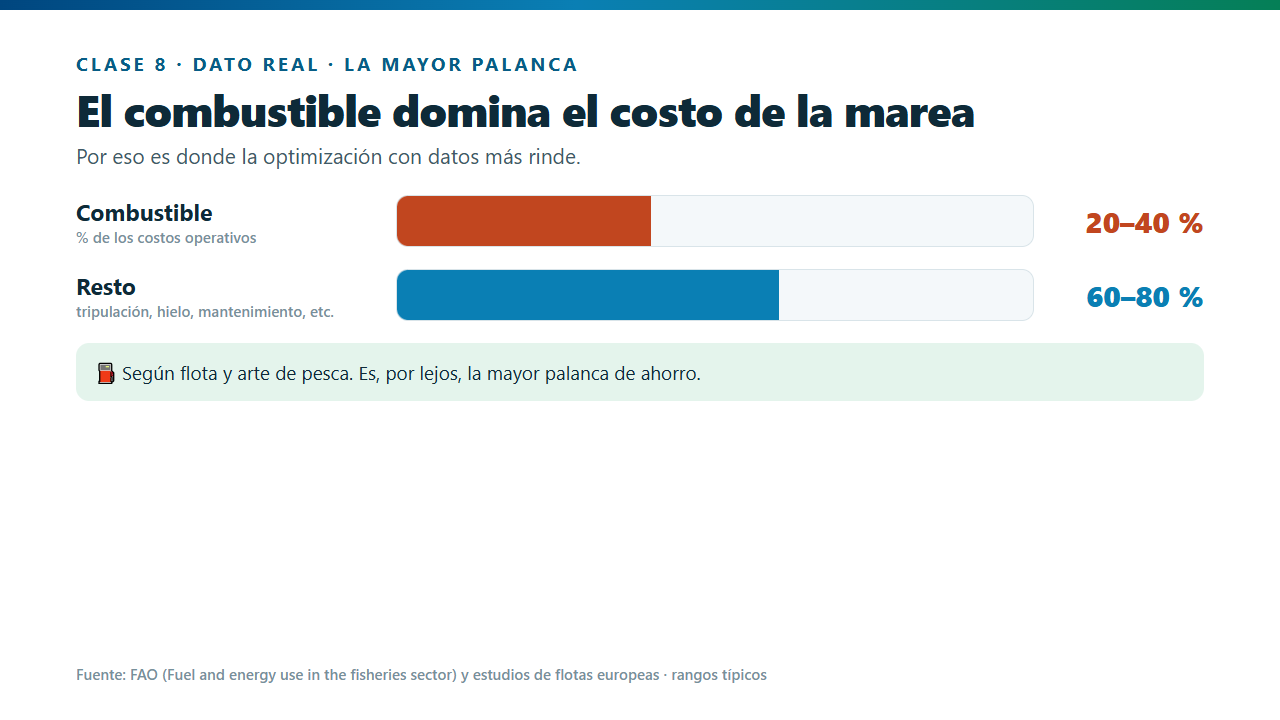 CLASE 8 · DATO REAL · LA MAYOR PALANCA
El combustible domina el costo de la marea
Por eso es donde la optimización con datos más rinde.
Combustible
% de los costos operativos
20–40 %
Resto
tripulación, hielo, mantenimiento, etc.
60–80 %
⛽ Según flota y arte de pesca. Es, por lejos, la mayor palanca de ahorro.
Fuente: FAO (Fuel and energy use in the fisheries sector) y estudios de flotas europeas · rangos típicos